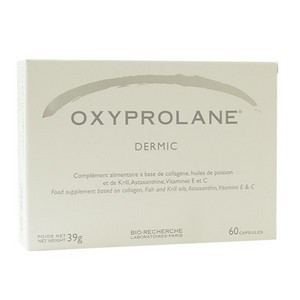 OXYPROLANE®
DERMIC
Complément alimentaire à base de collagène, huiles de poisson
et de Krill, Astaxanthine, Vitamines E et C
Food supplement based on collagen, Fish and Krill oils, Astaxanthin, Vitamins E & C
POIDS NET
NET WEIGHT 39g
BIO-RECHERCHE
LABORATOIRES-PARIS
60 CAPSULES